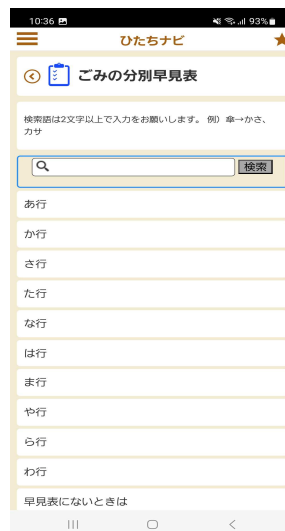 10:36 93%
ひたちナビ
ごみの分別早見表
検索語は2文字以上で入力をお願いします。 例）傘→かさ、
カサ
検索
あ行
か行
さ行
た行
な行
は行
ま行
や行
ら行
わ行
早見表にないときは